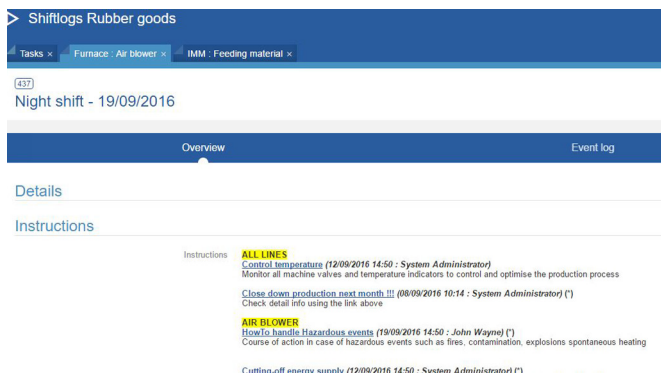 Shiftlogs Rubber goods
Tasks × Furnace : Air blower × IMM : Feeding material ×
437
Night shift - 19/09/2016
Overview Event log
Details
Instructions
Instructions ALL LINES
Control temperature (12/09/2016 14:50 : System Administrator)
Monitor all machine valves and temperature indicators to control and optimise the production process
Close down production next month !!! (08/09/2016 10:14 : System Administrator) (*)
Check detail info using the link above
AIR BLOWER
HowTo handle Hazardous events (19/09/2016 14:50 : John Wayne) (*)
Course of action in case of hazardous events such as fires, contamination, explosions spontaneous heating
Cutting-off energy supply (12/09/2016 14:50 : System Administrator) (*)